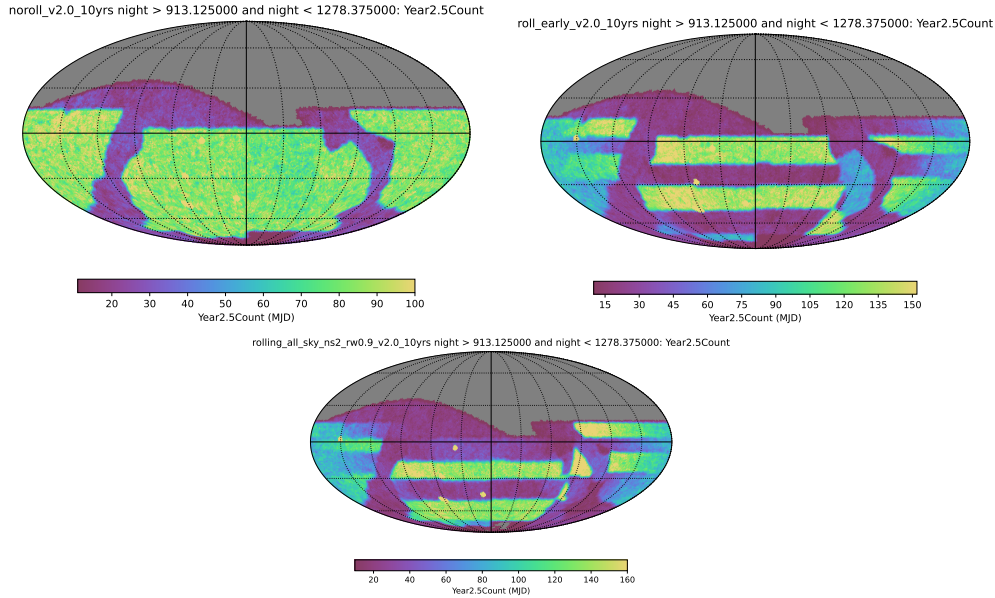 noroll_v2.0_10yrs night > 913.125000 and night < 1278.375000: Year2.5Count
20 30 40 50 60 70 80 90 100
Year2.5Count (MJD)
roll_early_v2.0_10yrs night > 913.125000 and night < 1278.375000: Year2.5Count
15 30 45 60 75 90 105 120 135 150
Year2.5Count (MJD)
rolling_all_sky_ns2_rw0.9_v2.0_10yrs night > 913.125000 and night < 1278.375000: Year2.5Count
20 40 60 80 100 120 140 160
Year2.5Count (MJD)